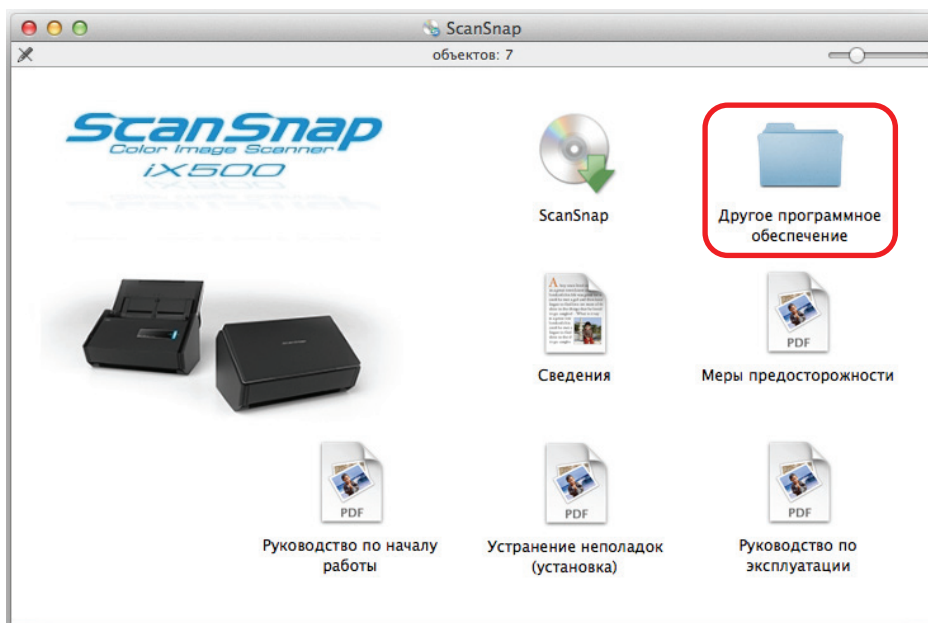 ScanSnap
объектов: 7
ScanSnap
Color Image Scanner
iX500
ScanSnap
Другое программное
обеспечение
Сведения
PDF
Меры предосторожности
PDF
Руководство по началу
работы
PDF
Устранение неполадок
(установка)
PDF
Руководство по
эксплуатации